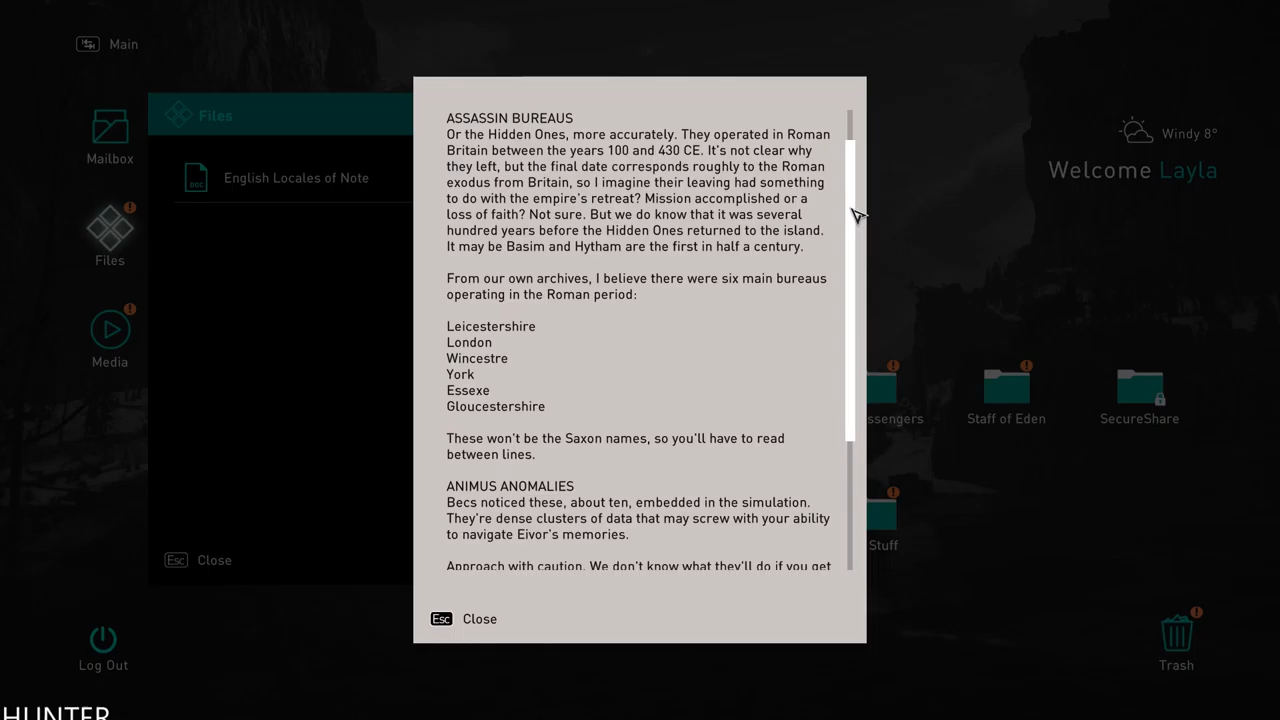 Main
Mailbox
Files
Media
Log Out
Files
English Locales of Note
Esc Close
ASSASSIN BUREAUS
Or the Hidden Ones, more accurately. They operated in Roman
Britain between the years 100 and 430 CE. It's not clear why
they left, but the final date corresponds roughly to the Roman
exodus from Britain, so I imagine their leaving had something
to do with the empire's retreat? Mission accomplished or a
loss of faith? Not sure. But we do know that it was several
hundred years before the Hidden Ones returned to the island.
It may be Basim and Hytham are the first in half a century.
From our own archives, I believe there were six main bureaus
operating in the Roman period:
Leicestershire
London
Wincestre
York
Essexe
Gloucestershire
These won't be the Saxon names, so you'll have to read
between lines.
ANIMUS ANOMALIES
Becs noticed these, about ten, embedded in the simulation.
They're dense clusters of data that may screw with your ability
to navigate Eivor's memories.
Approach with caution. We don't know what they'll do if you get
Esc Close
Windy 8°
Welcome Layla
ssengers
Staff of Eden
SecureShare
Stuff
Trash
HUNTER
DOC